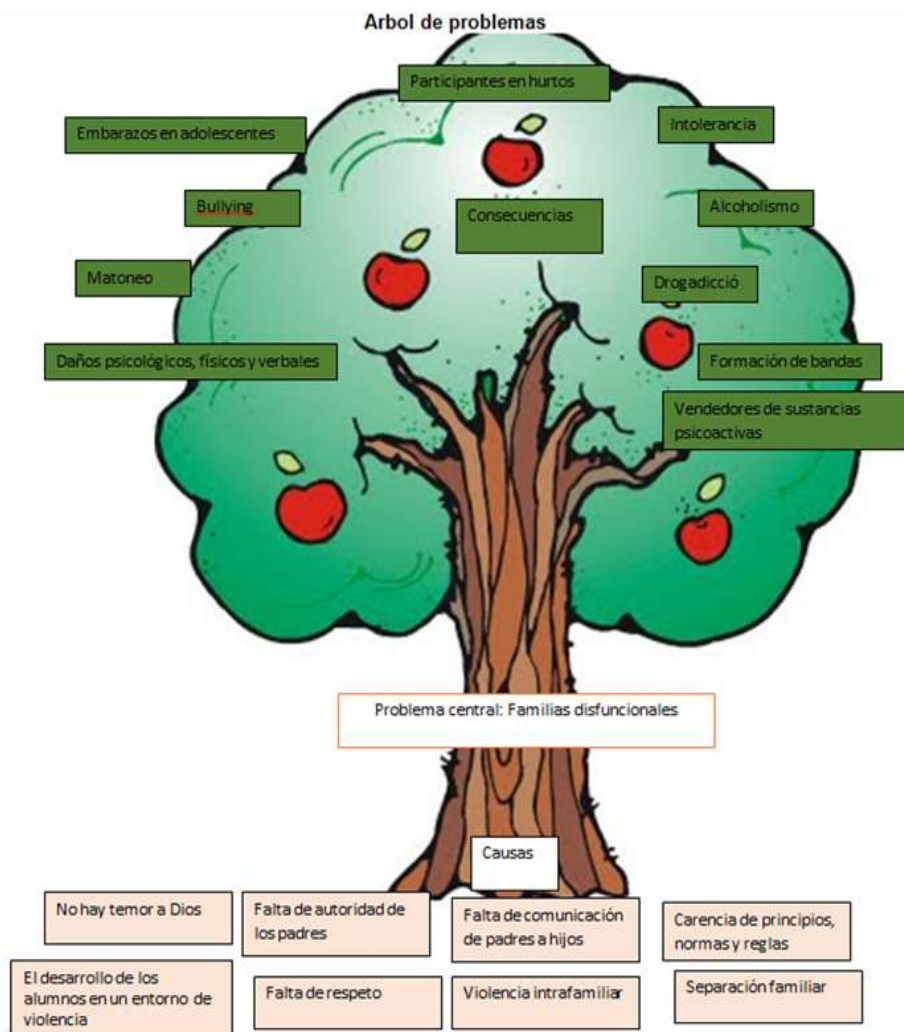 Arbol de problemas
Participantes en hurtos
Embarazos en adolescentes
Intolerancia
Bullying
Consecuencias
Alcoholismo
Matoneo
Drogadicció
Daños psicológicos, físicos y verbales
Formación de bandas
Vendedores de sustancias
psicoactivas
Problema central: Familias disfuncionales
Causas
No hay temor a Dios
Falta de autoridad de
los padres
Falta de comunicación
de padres a hijos
Carencia de principios,
normas y reglas
El desarrollo de los
alumnos en un entorno de
violencia
Falta de respeto
Violencia intrafamiliar
Separación familiar